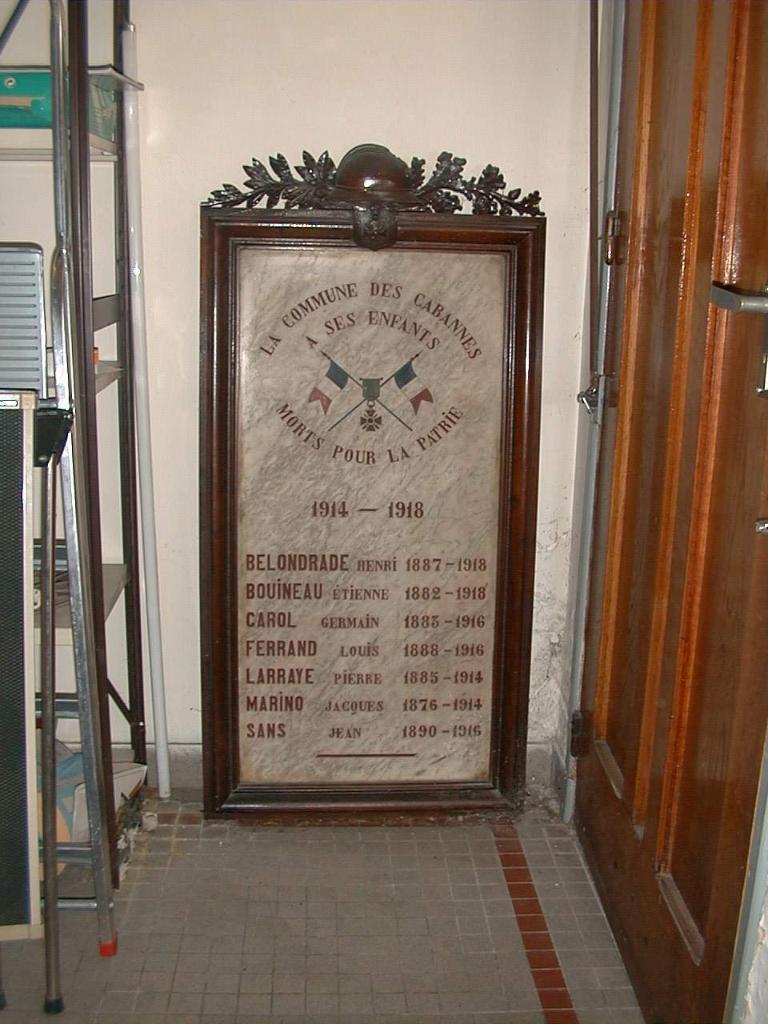 LA COMMUNE DES CABANNES
A SES ENFANTS
MORTS POUR LA PATRIE
1914 — 1918
BELONDRADE HENRI 1887-1918
BOUINEAU ÉTIENNE 1882-1918
CAROL GERMAIN 1883-1916
FERRAND LOUIS 1888-1916
LARRAYE PIERRE 1885-1914
MARINO JACQUES 1876-1914
SANS JEAN 1890-1916